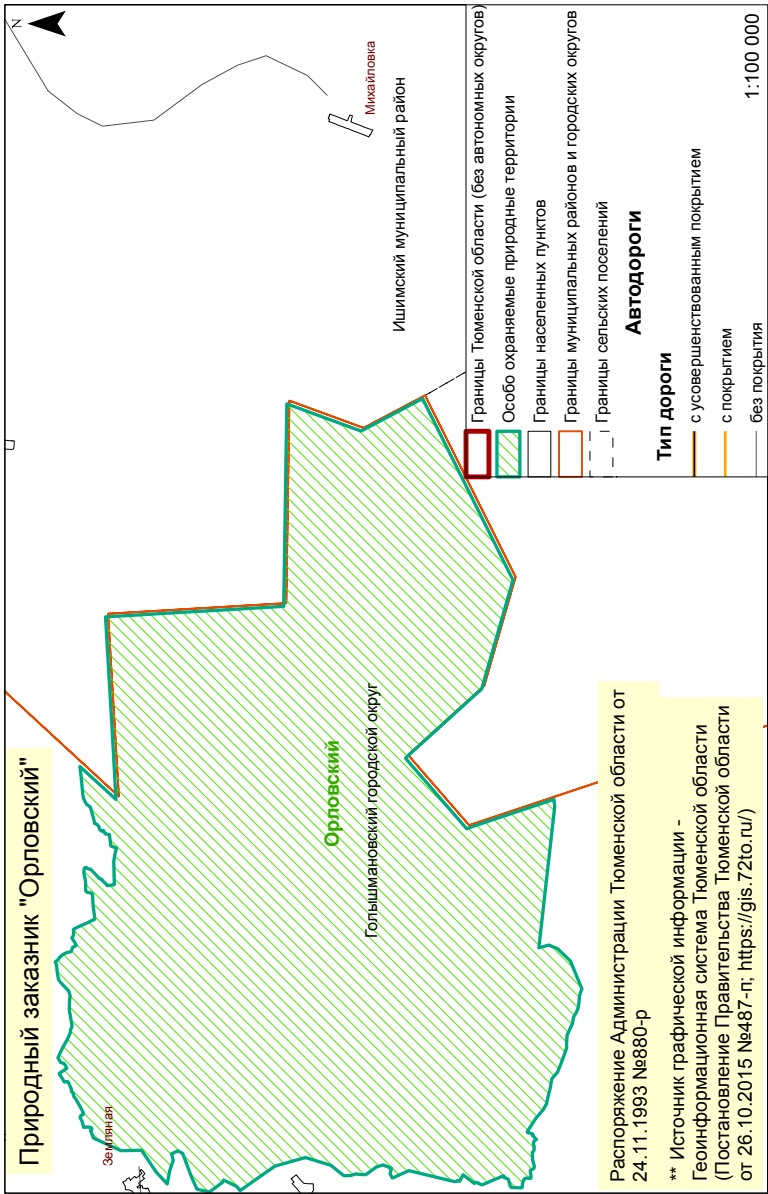 Природный заказник "Орловский"
N
Земляная
Михайловка
Ишимский муниципальный район
Орловский
Голышмановский городской округ
Распоряжение Администрации Тюменской области от
24.11.1993 №880-р
** Источник графической информации -
Геоинформационная система Тюменской области
(Постановление Правительства Тюменской области
от 26.10.2015 №487-п; https://gis.72to.ru/)
Границы Тюменской области (без автономных округов)
Особо охраняемые природные территории
Границы населенных пунктов
Границы муниципальных районов и городских округов
Границы сельских поселений
Автодороги
Тип дороги
с усовершенствованным покрытием
с покрытием
без покрытия
1:100 000